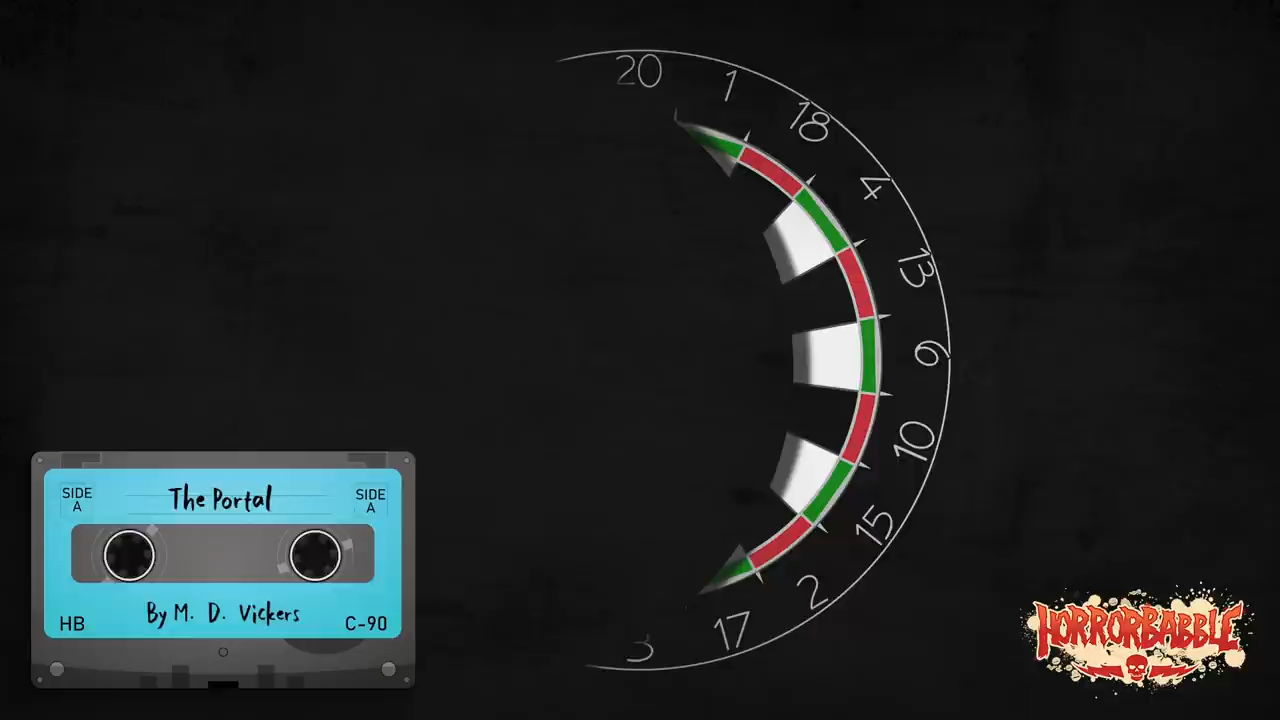 20
1
18
4
13
6
10
15
2
17
3
SIDE A
The Portal
SIDE A
By M. D. Vickers
HB
C-90
HORRORBABBLE